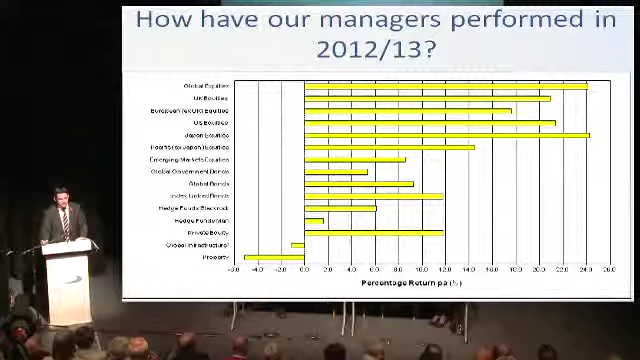 How have our managers performed in
2012/13?
Global Equities
UK Equities
European (ex UK) Equities
US Equities
Japan Equities
Pacific (ex Japan) Equities
Emerging Markets Equities
Global Government Bonds
Global Bonds
Index Linked Bonds
Hedge Funds Blackrock
Hedge Funds Man
Private Equity
Global Infrastructure
Property
-6.0 -4.0 -2.0 0.0 2.0 4.0 6.0 8.0 10.0 12.0 14.0 16.0 18.0 20.0 22.0 24.0 26.0
Percentage Return pa (%)